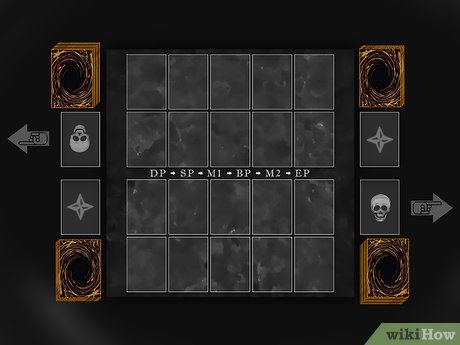 DP → SP → M1 → BP → M2 → EP
wikiHow